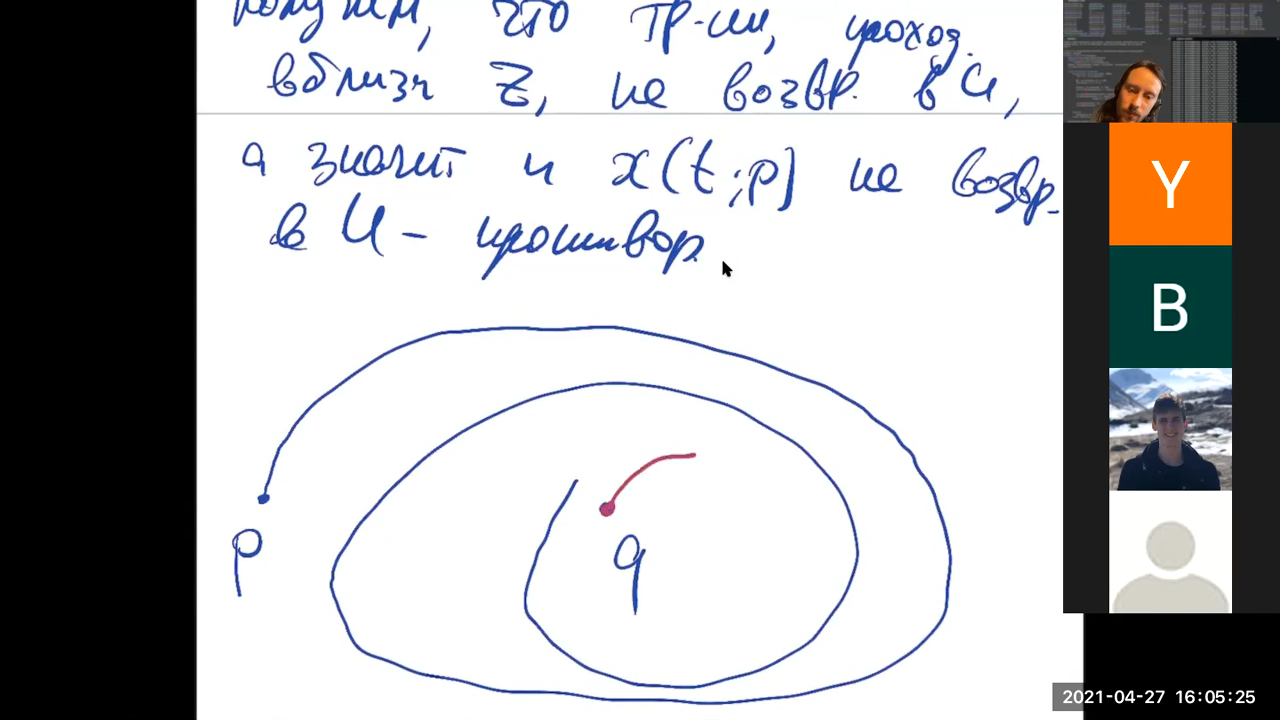 получим, что тр-ии, проход.
вблизи Z, не возвр. в U,
а значит и x(t;p) не возвр.
в U - противор.
p
q
Y
B
2021-04-27 16:05:25